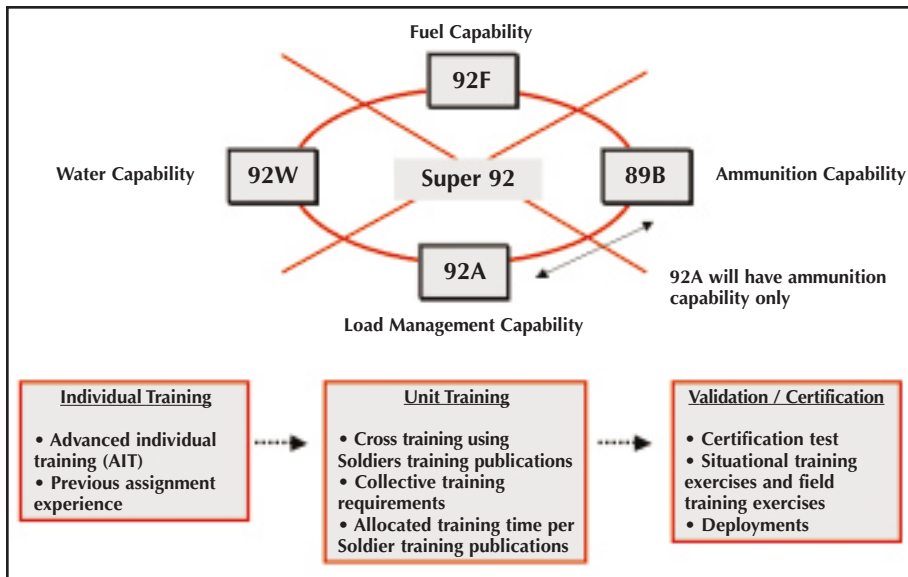 Fuel Capability
92F
Water Capability
92W
Super 92
89B
Ammunition Capability
92A
92A will have ammunition
capability only
Load Management Capability
Individual Training
• Advanced individual
training (AIT)
• Previous assignment
experience
Unit Training
• Cross training using
Soldiers training publications
• Collective training
requirements
• Allocated training time per
Soldier training publications
Validation / Certification
• Certification test
• Situational training
exercises and field
training exercises
• Deployments